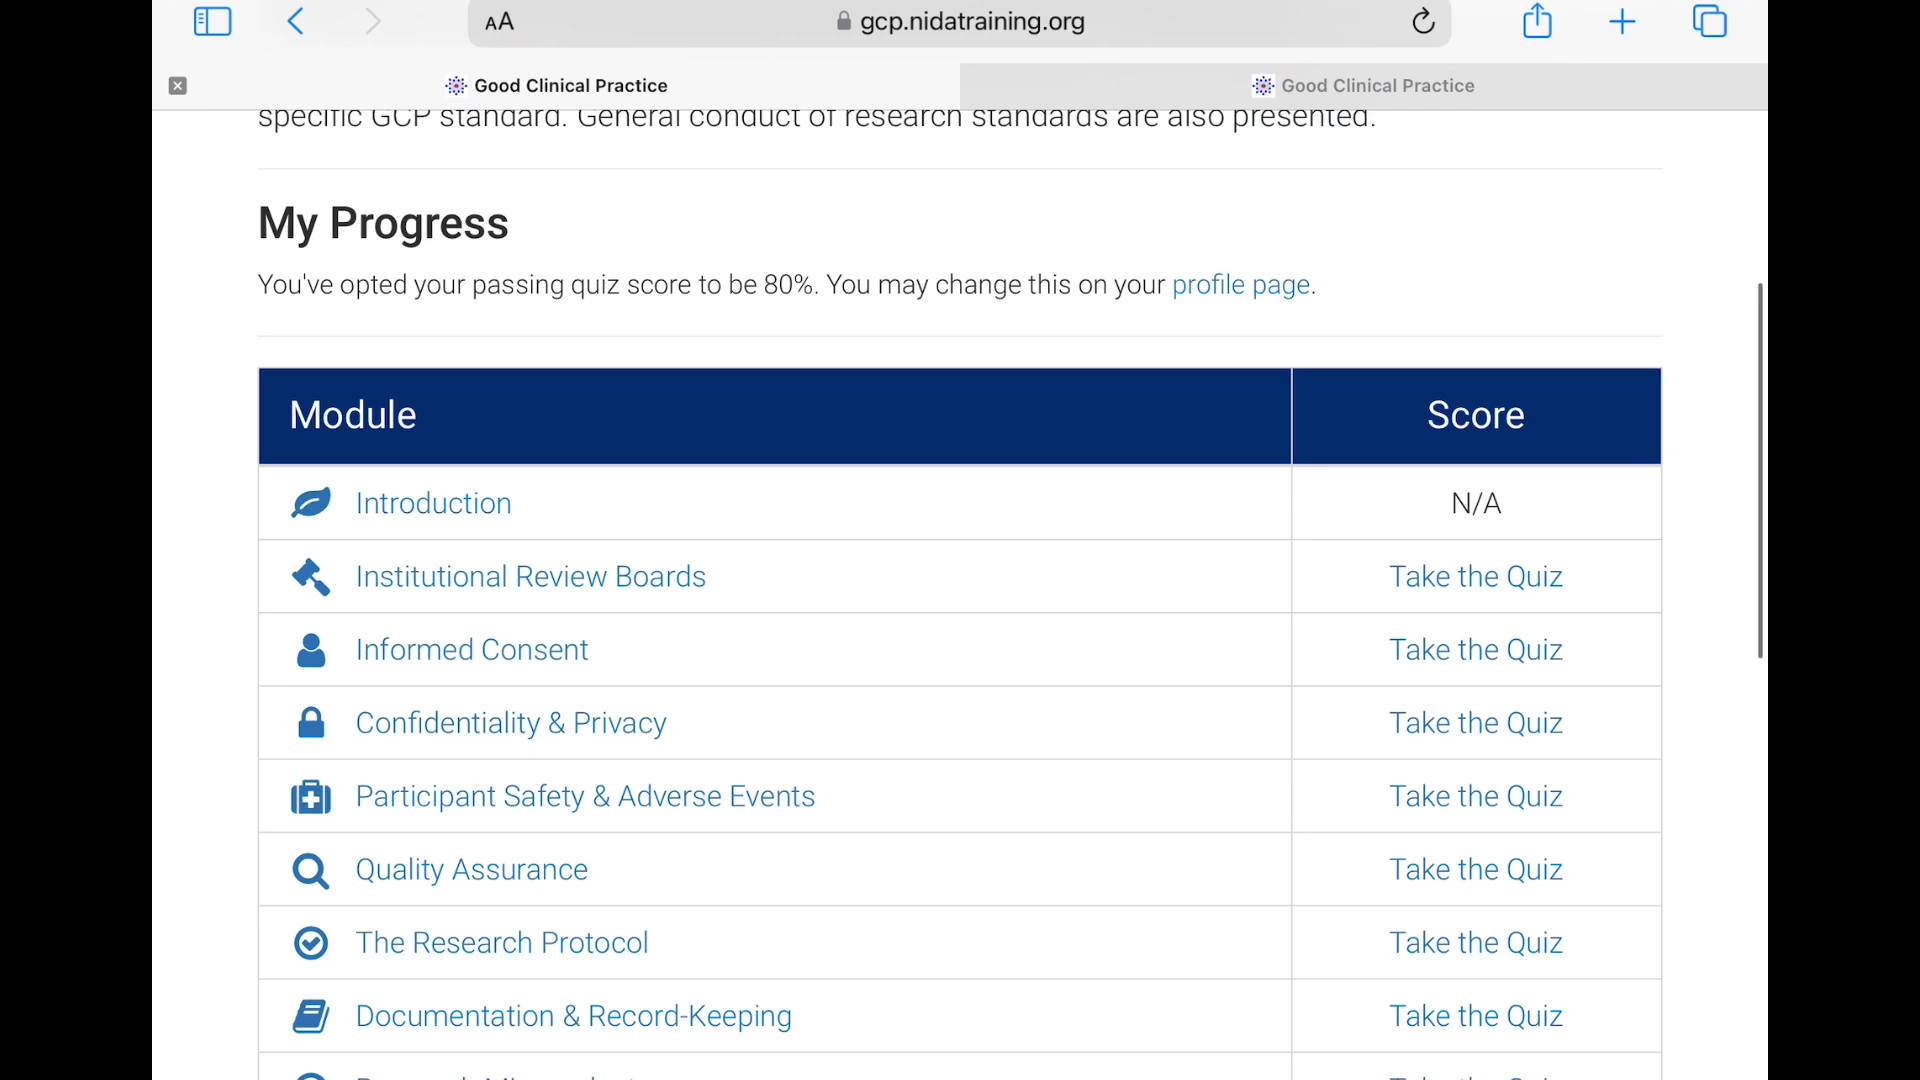 AA
gcp.nidatraining.org
Good Clinical Practice
Good Clinical Practice
specific GCP standard. General conduct of research standards are also presented.
My Progress
You've opted your passing quiz score to be 80%. You may change this on your profile page.
Module Score
Introduction N/A
Institutional Review Boards Take the Quiz
Informed Consent Take the Quiz
Confidentiality & Privacy Take the Quiz
Participant Safety & Adverse Events Take the Quiz
Quality Assurance Take the Quiz
The Research Protocol Take the Quiz
Documentation & Record-Keeping Take the Quiz